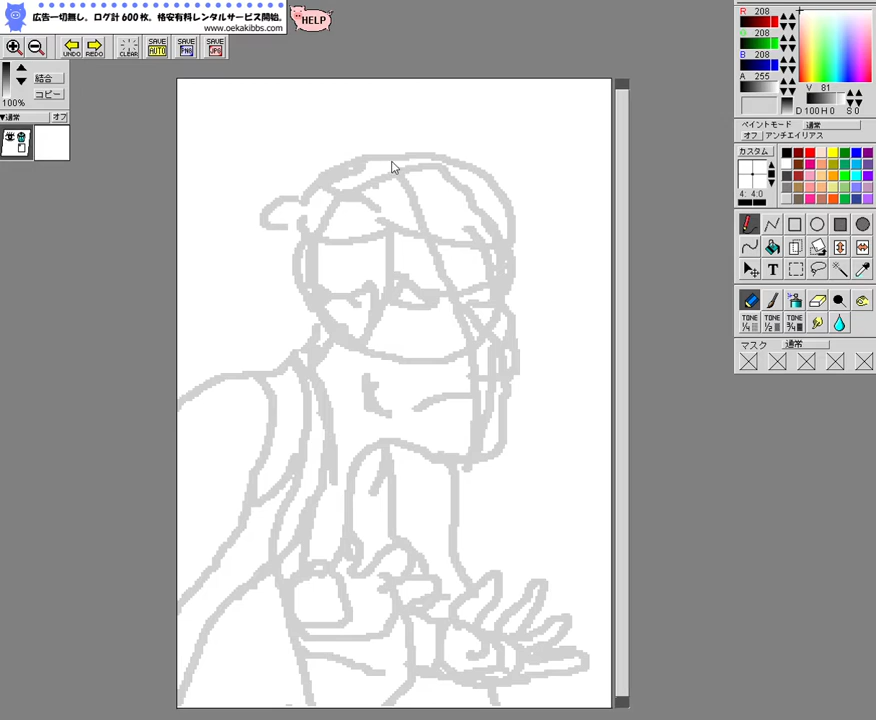 広告一切無し。ログ計600枚。格安有料レンタルサービス開始。
www.oekakibbs.com
HELP
UNDO
REDO
CLEAR
SAVE
AUTO
SAVE
PNG
SAVE
JPG
100%
結合
コピー
通常
オフ
R 208
G 208
B 208
A 255
V 81
D100 H0 S0
ペイントモード 通常
オフ アンチエイリアス
カスタム
4: 4:0
T
TONE 1/4
TONE 1/2
TONE 3/4
マスク 通常